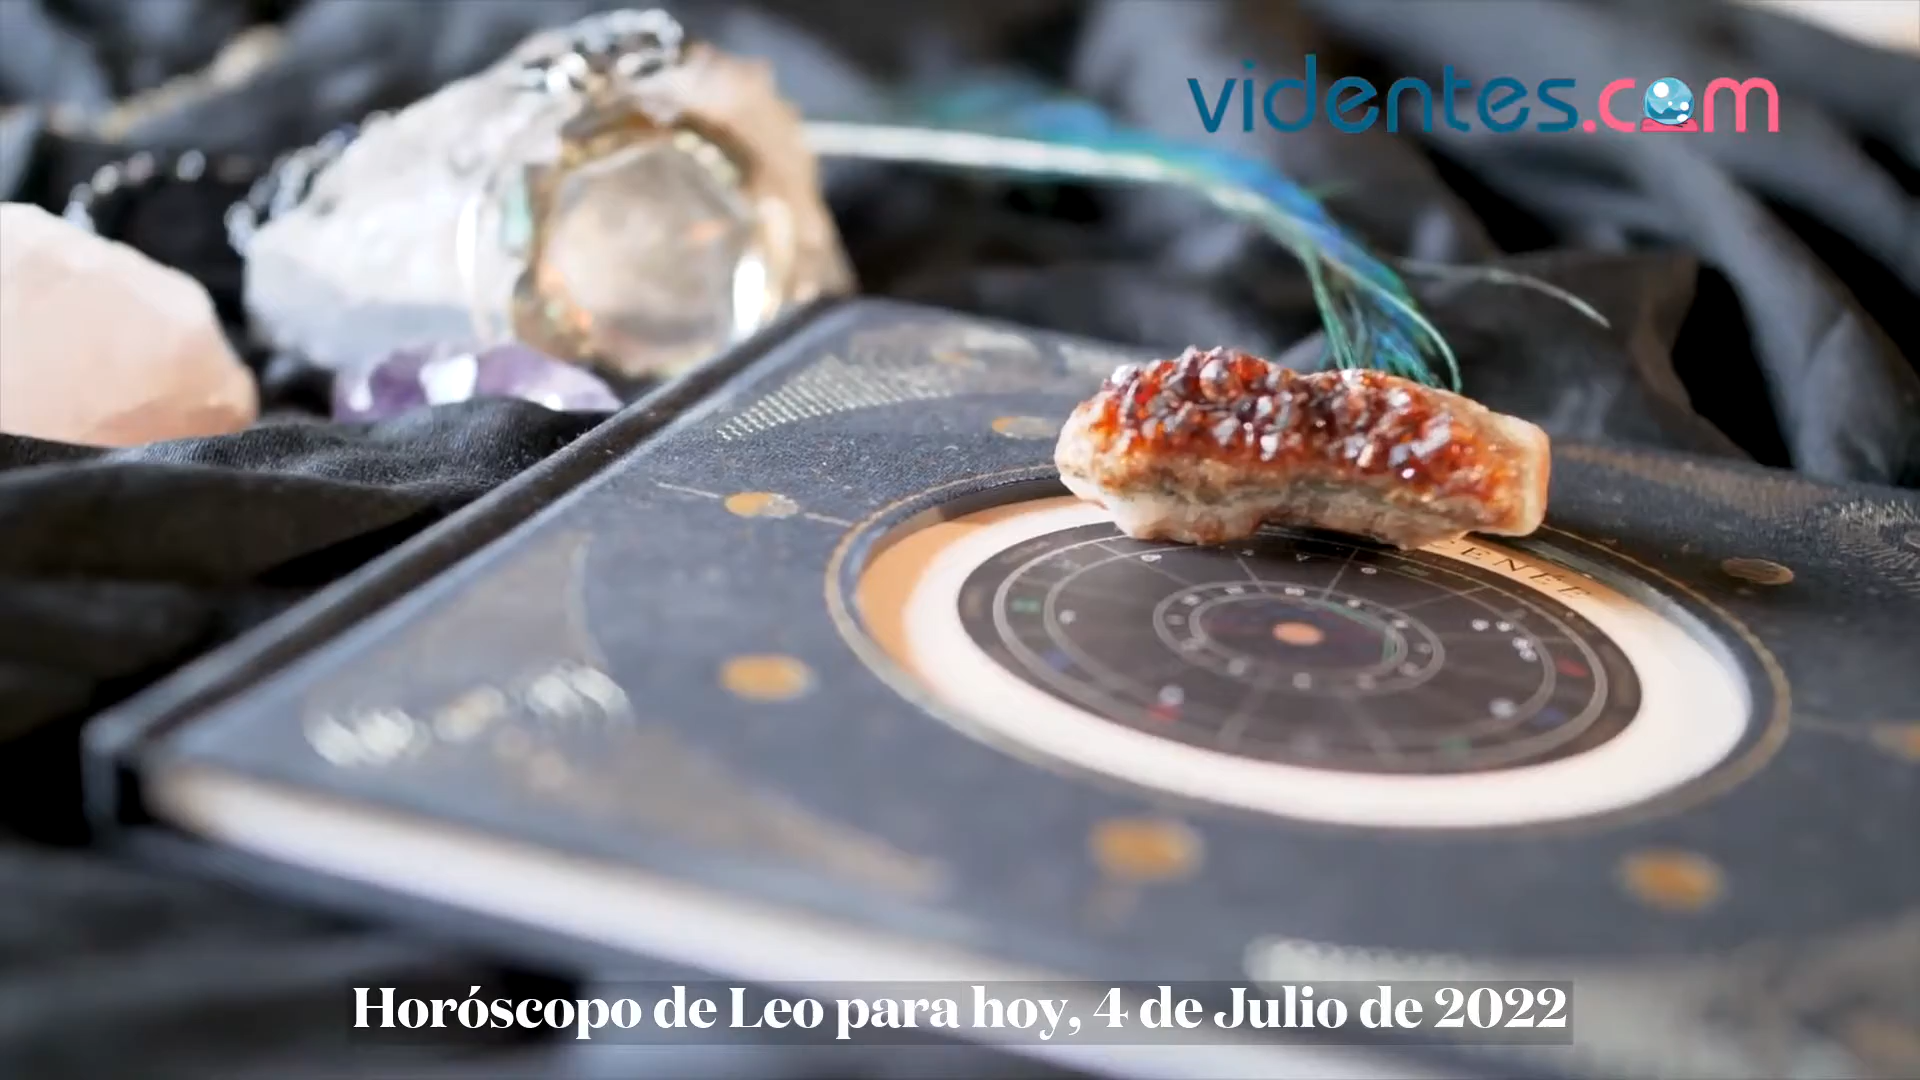 videntes.com
Horóscopo de Leo para hoy, 4 de Julio de 2022